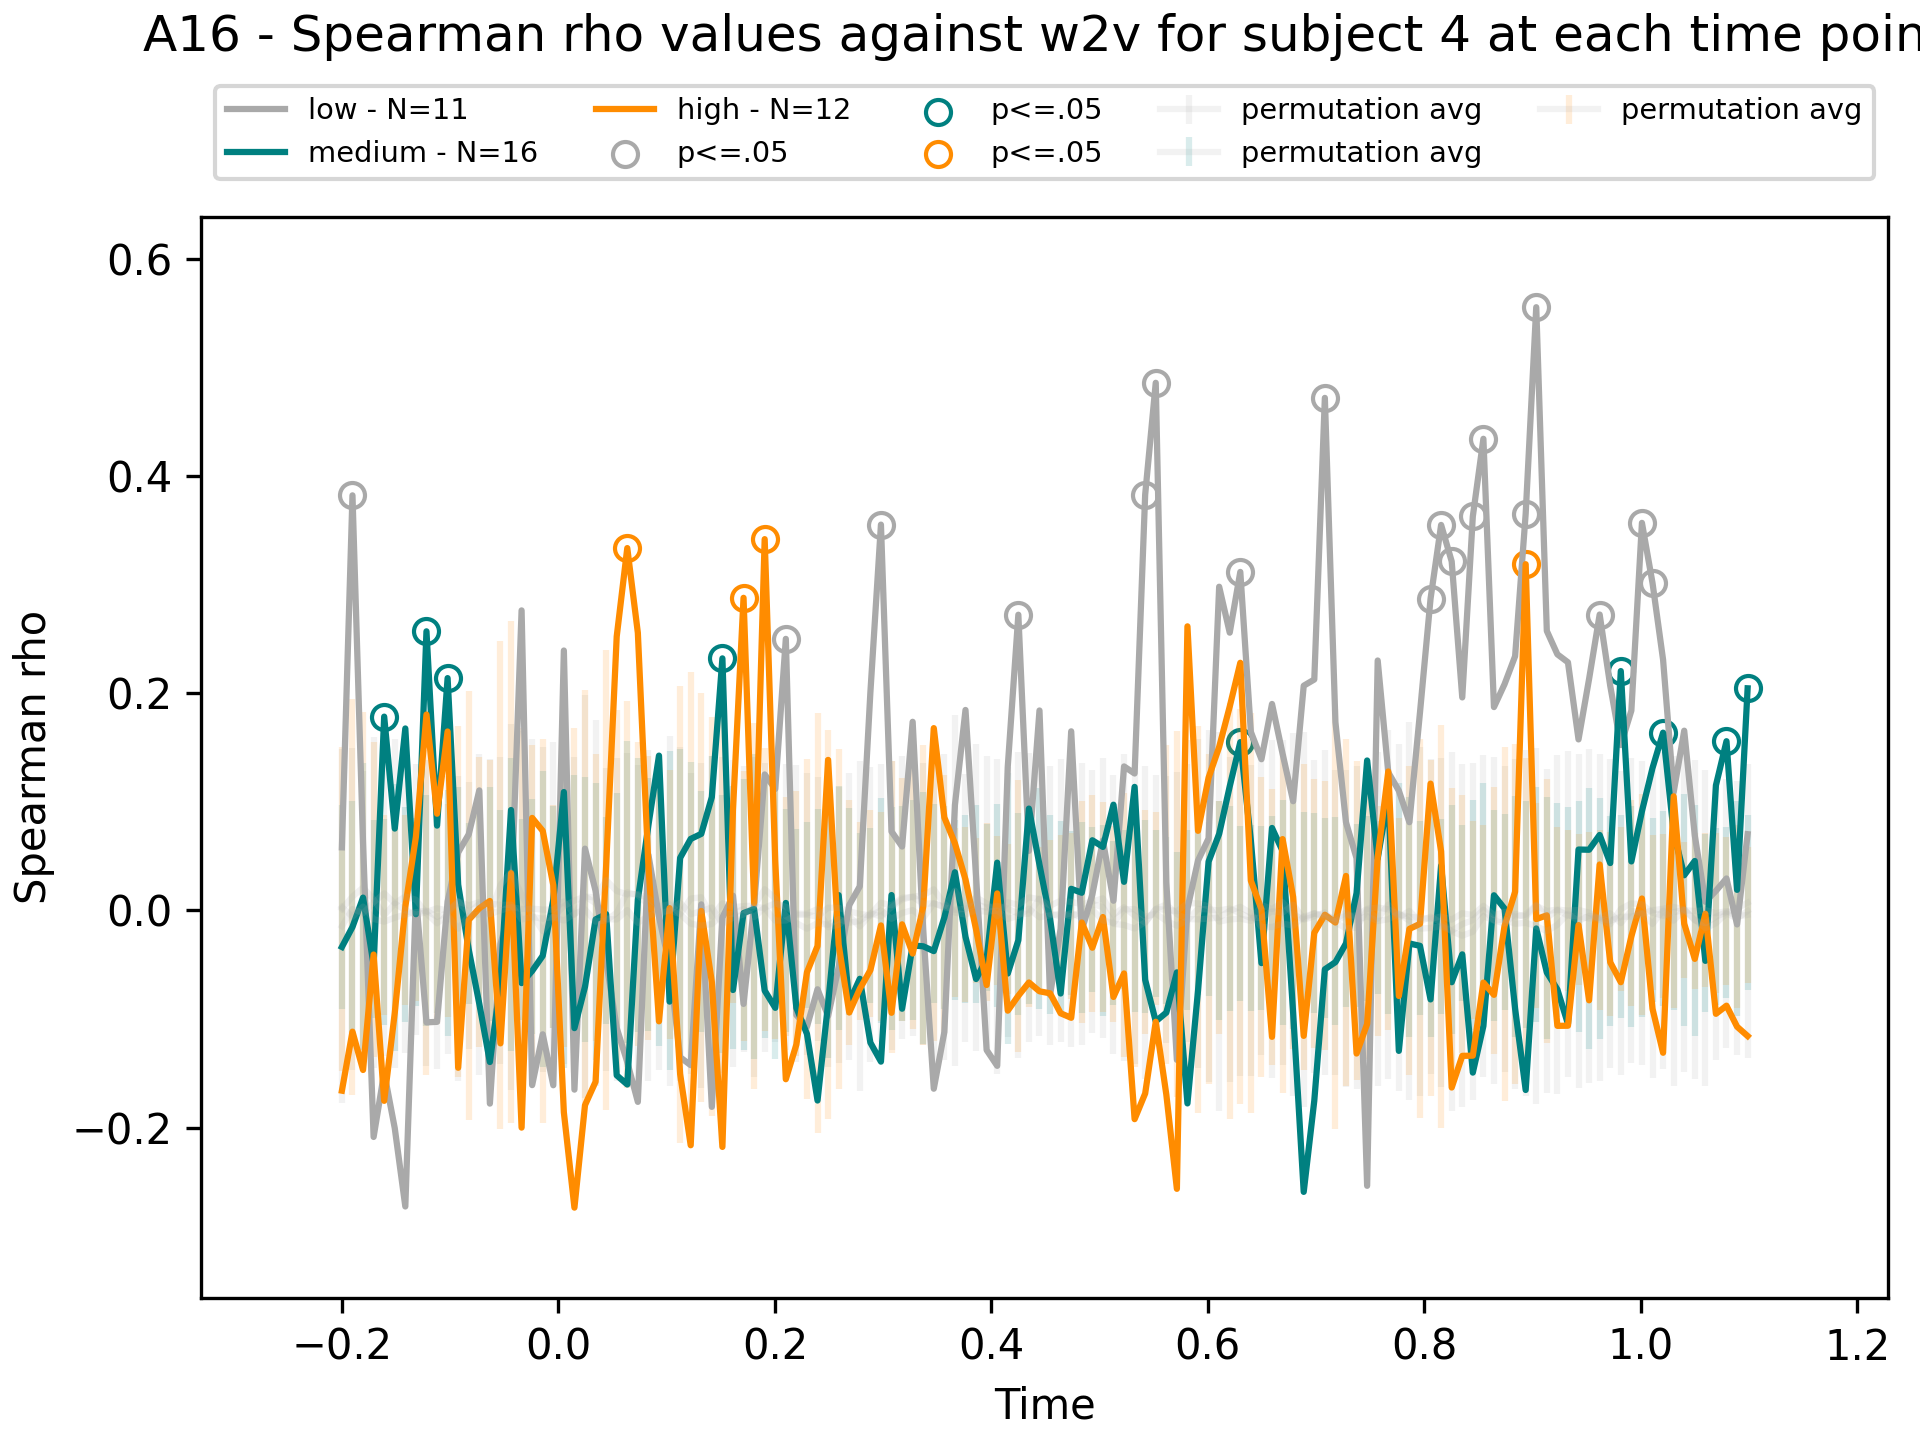 A16 - Spearman rho values against w2v for subject 4 at each time poin
low - N=11
medium - N=16
high - N=12
p<=.05
p<=.05
p<=.05
permutation avg
permutation avg
permutation avg
Spearman rho
0.6
0.4
0.2
0.0
−0.2
−0.2 0.0 0.2 0.4 0.6 0.8 1.0 1.2
Time